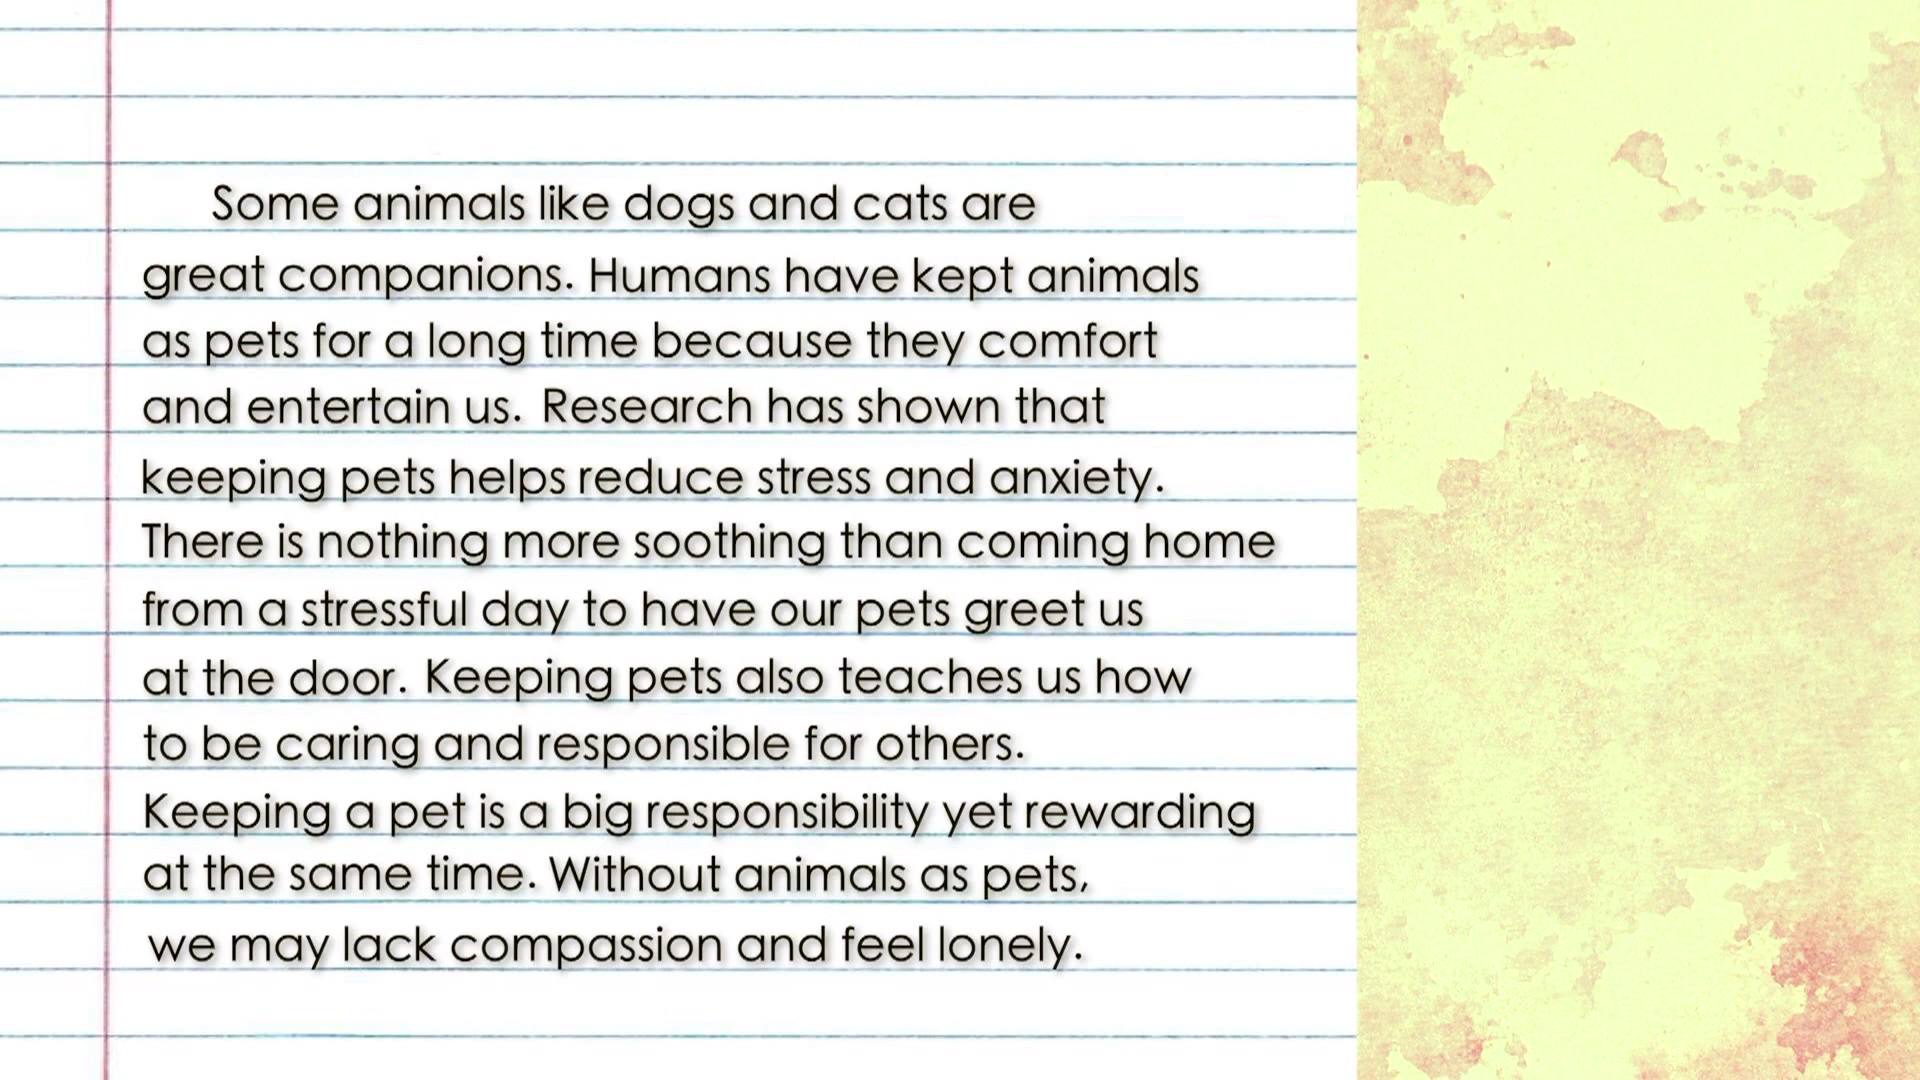 Some animals like dogs and cats are
great companions. Humans have kept animals
as pets for a long time because they comfort
and entertain us. Research has shown that
keeping pets helps reduce stress and anxiety.
There is nothing more soothing than coming home
from a stressful day to have our pets greet us
at the door. Keeping pets also teaches us how
to be caring and responsible for others.
Keeping a pet is a big responsibility yet rewarding
at the same time. Without animals as pets,
we may lack compassion and feel lonely.